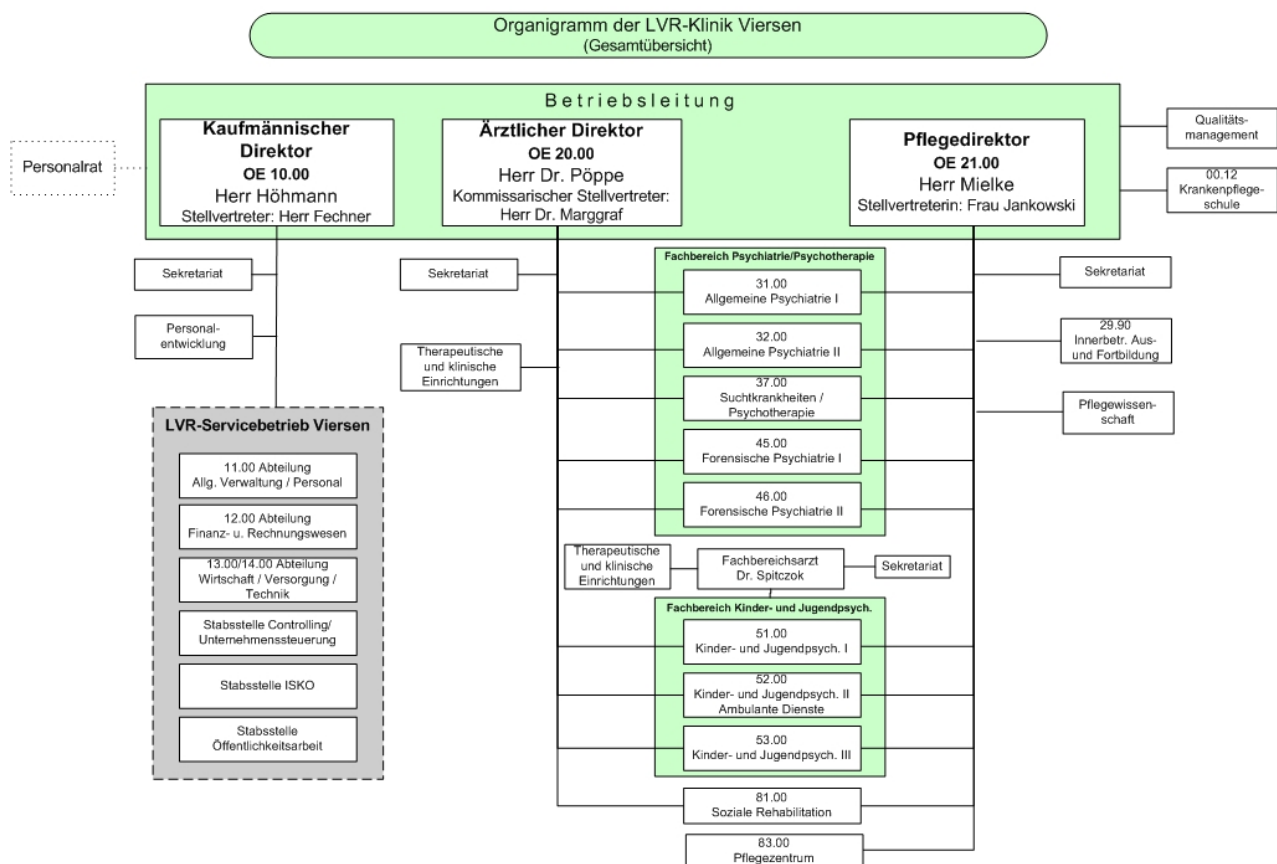 Organigramm der LVR-Klinik Viersen
(Gesamtübersicht)
Betriebsleitung
Personalrat
Kaufmännischer
Direktor
OE 10.00
Herr Höhmann
Stellvertreter: Herr Fechner
Ärztlicher Direktor
OE 20.00
Herr Dr. Pöppe
Kommissarischer Stellvertreter:
Herr Dr. Marggraf
Pflegedirektor
OE 21.00
Herr Mielke
Stellvertreterin: Frau Jankowski
Qualitäts-
management
00.12
Krankenpflege-
schule
Sekretariat
Personal-
entwicklung
LVR-Servicebetrieb Viersen
11.00 Abteilung
Allg. Verwaltung / Personal
12.00 Abteilung
Finanz- u. Rechnungswesen
13.00/14.00 Abteilung
Wirtschaft / Versorgung /
Technik
Stabsstelle Controlling/
Unternehmenssteuerung
Stabsstelle ISKO
Stabsstelle
Öffentlichkeitsarbeit
Sekretariat
Therapeutische
und klinische
Einrichtungen
Fachbereich Psychiatrie/Psychotherapie
31.00
Allgemeine Psychiatrie I
32.00
Allgemeine Psychiatrie II
37.00
Suchtkrankheiten /
Psychotherapie
45.00
Forensische Psychiatrie I
46.00
Forensische Psychiatrie II
Therapeutische
und klinische
Einrichtungen
Fachbereichsarzt
Dr. Spitczok
Sekretariat
Fachbereich Kinder- und Jugendpsych.
51.00
Kinder- und Jugendpsych. I
52.00
Kinder- und Jugendpsych. II
Ambulante Dienste
53.00
Kinder- und Jugendpsych. III
81.00
Soziale Rehabilitation
83.00
Pflegezentrum
Sekretariat
29.90
Innerbetr. Aus-
und Fortbildung
Pflegewissen-
schaft